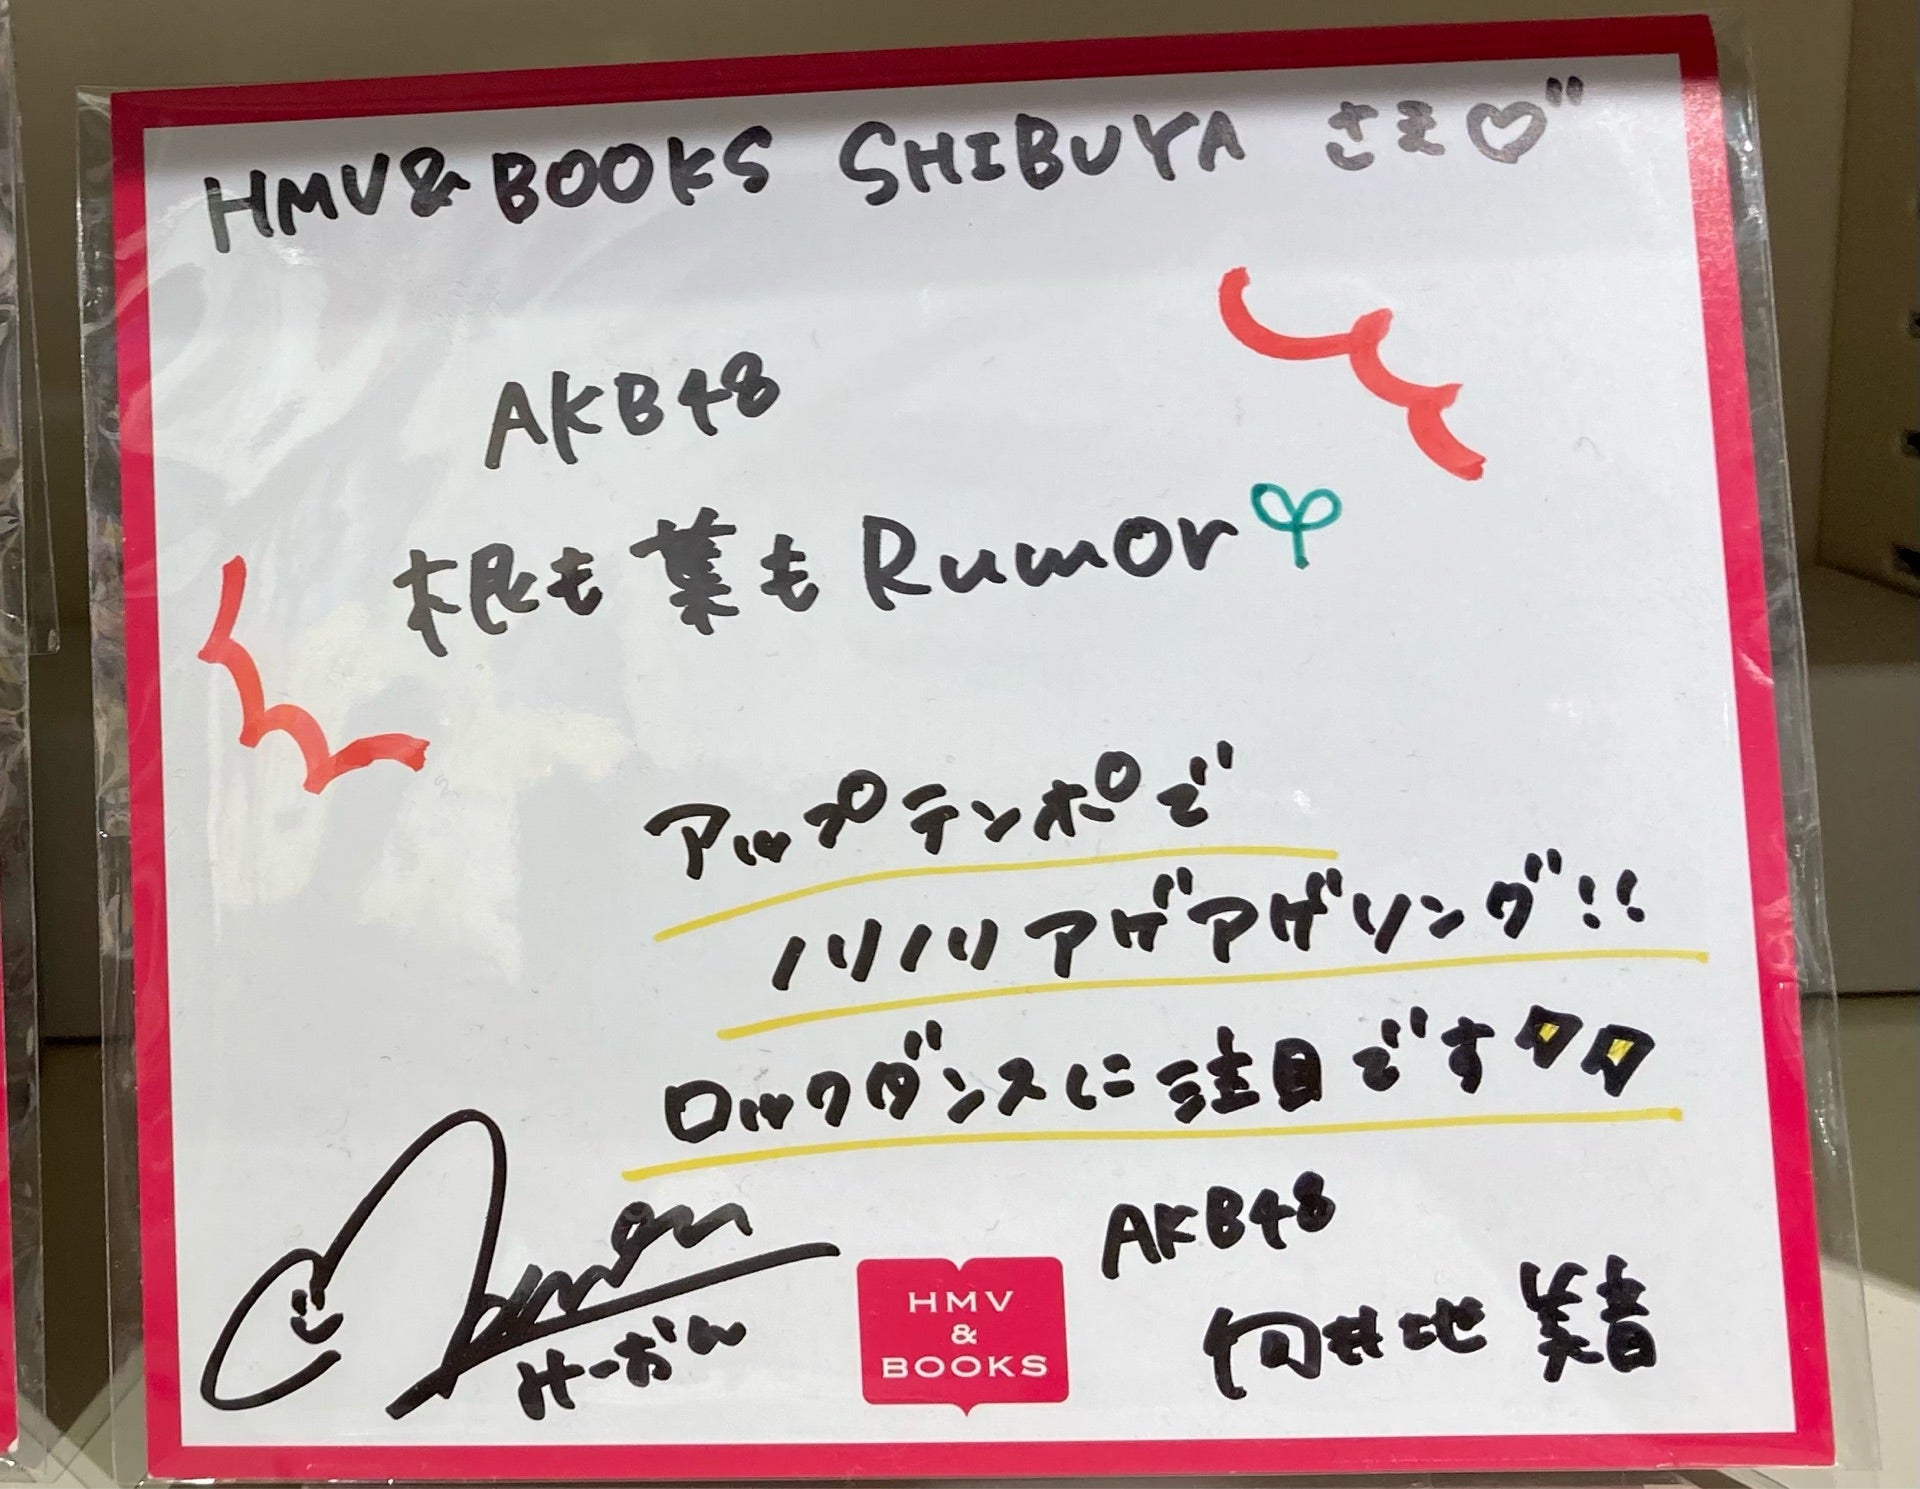 HMV&BOOKS SHIBUYA さま♡"
AKB48
根も葉もRumor
アップテンポで
ノリノリアゲアゲソング!!
ロックダンスに注目です
AKB48
向井地 美音
みーおん
HMV
&
BOOKS